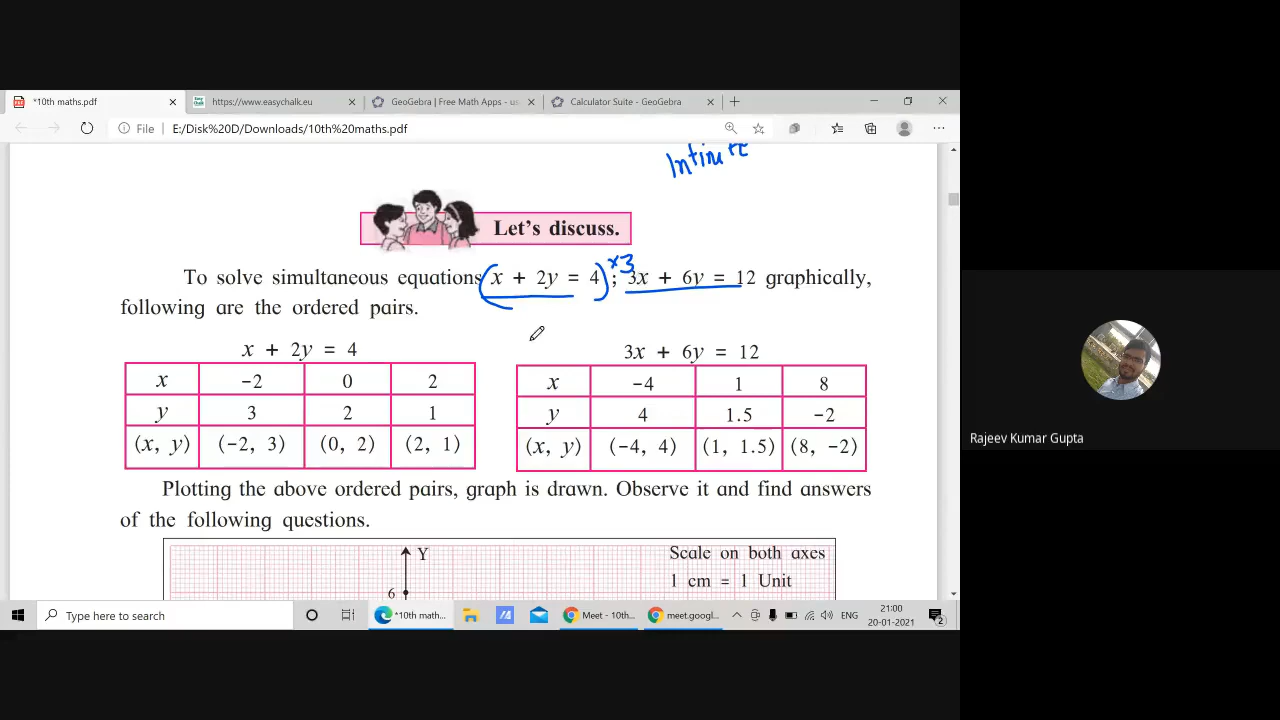 *10th maths.pdf
https://www.easychalk.eu
GeoGebra | Free Math Apps - us
Calculator Suite - GeoGebra
File | E:/Disk%20D/Downloads/10th%20maths.pdf
Infinite
Let's discuss.
×3
To solve simultaneous equations (x + 2y = 4) ; 3x + 6y = 12 graphically,
following are the ordered pairs.
x + 2y = 4
x -2 0 2
y 3 2 1
(x, y) (-2, 3) (0, 2) (2, 1)
3x + 6y = 12
x -4 1 8
y 4 1.5 -2
(x, y) (-4, 4) (1, 1.5) (8, -2)
Plotting the above ordered pairs, graph is drawn. Observe it and find answers
of the following questions.
Y
6
Scale on both axes
1 cm = 1 Unit
Rajeev Kumar Gupta
Type here to search
*10th math...
Meet - 10th...
meet.googl...
ENG
21:00
20-01-2021
2